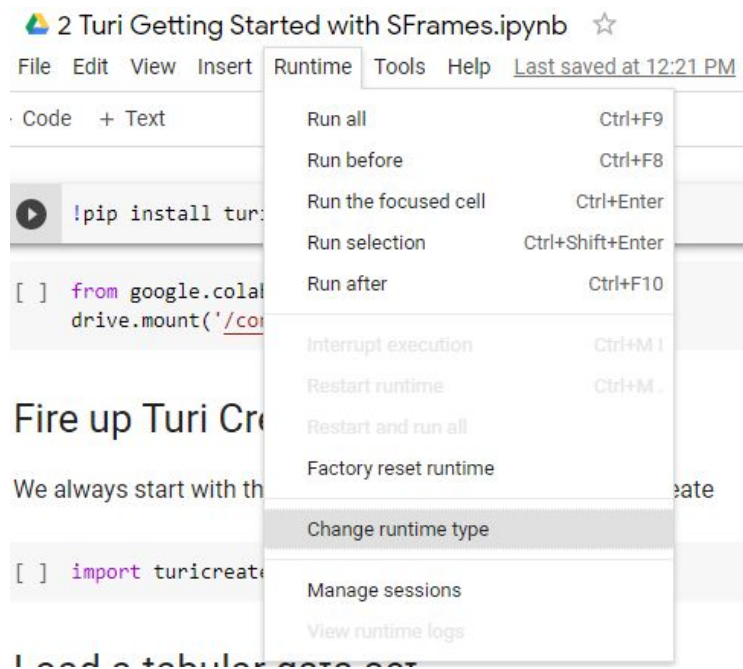 2 Turi Getting Started with SFrames.ipynb
File Edit View Insert Runtime Tools Help Last saved at 12:21 PM
Code + Text
Run all Ctrl+F9
Run before Ctrl+F8
Run the focused cell Ctrl+Enter
Run selection Ctrl+Shift+Enter
Run after Ctrl+F10
Interrupt execution Ctrl+M I
Restart runtime Ctrl+M .
Restart and run all
Factory reset runtime
Change runtime type
Manage sessions
View runtime logs
!pip install turi
[ ] from google.colab
drive.mount('/con
Fire up Turi Cre
We always start with th eate
[ ] import turicreate
Load a tabular data set